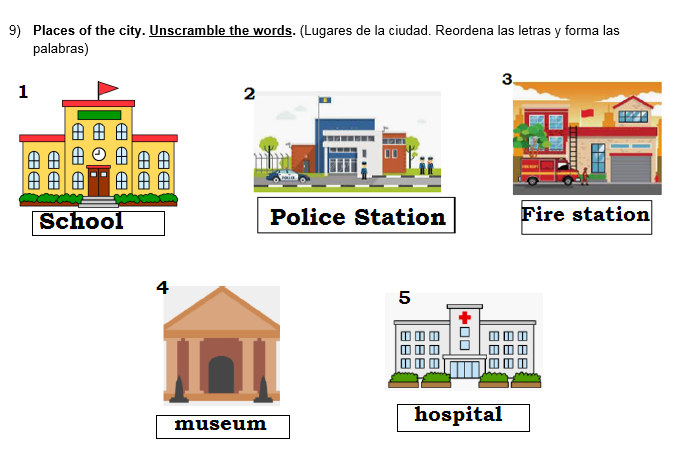 9) Places of the city. Unscramble the words. (Lugares de la ciudad. Reordena las letras y forma las
palabras)
1
2
3
School
Police Station
Fire station
4
5
museum
hospital